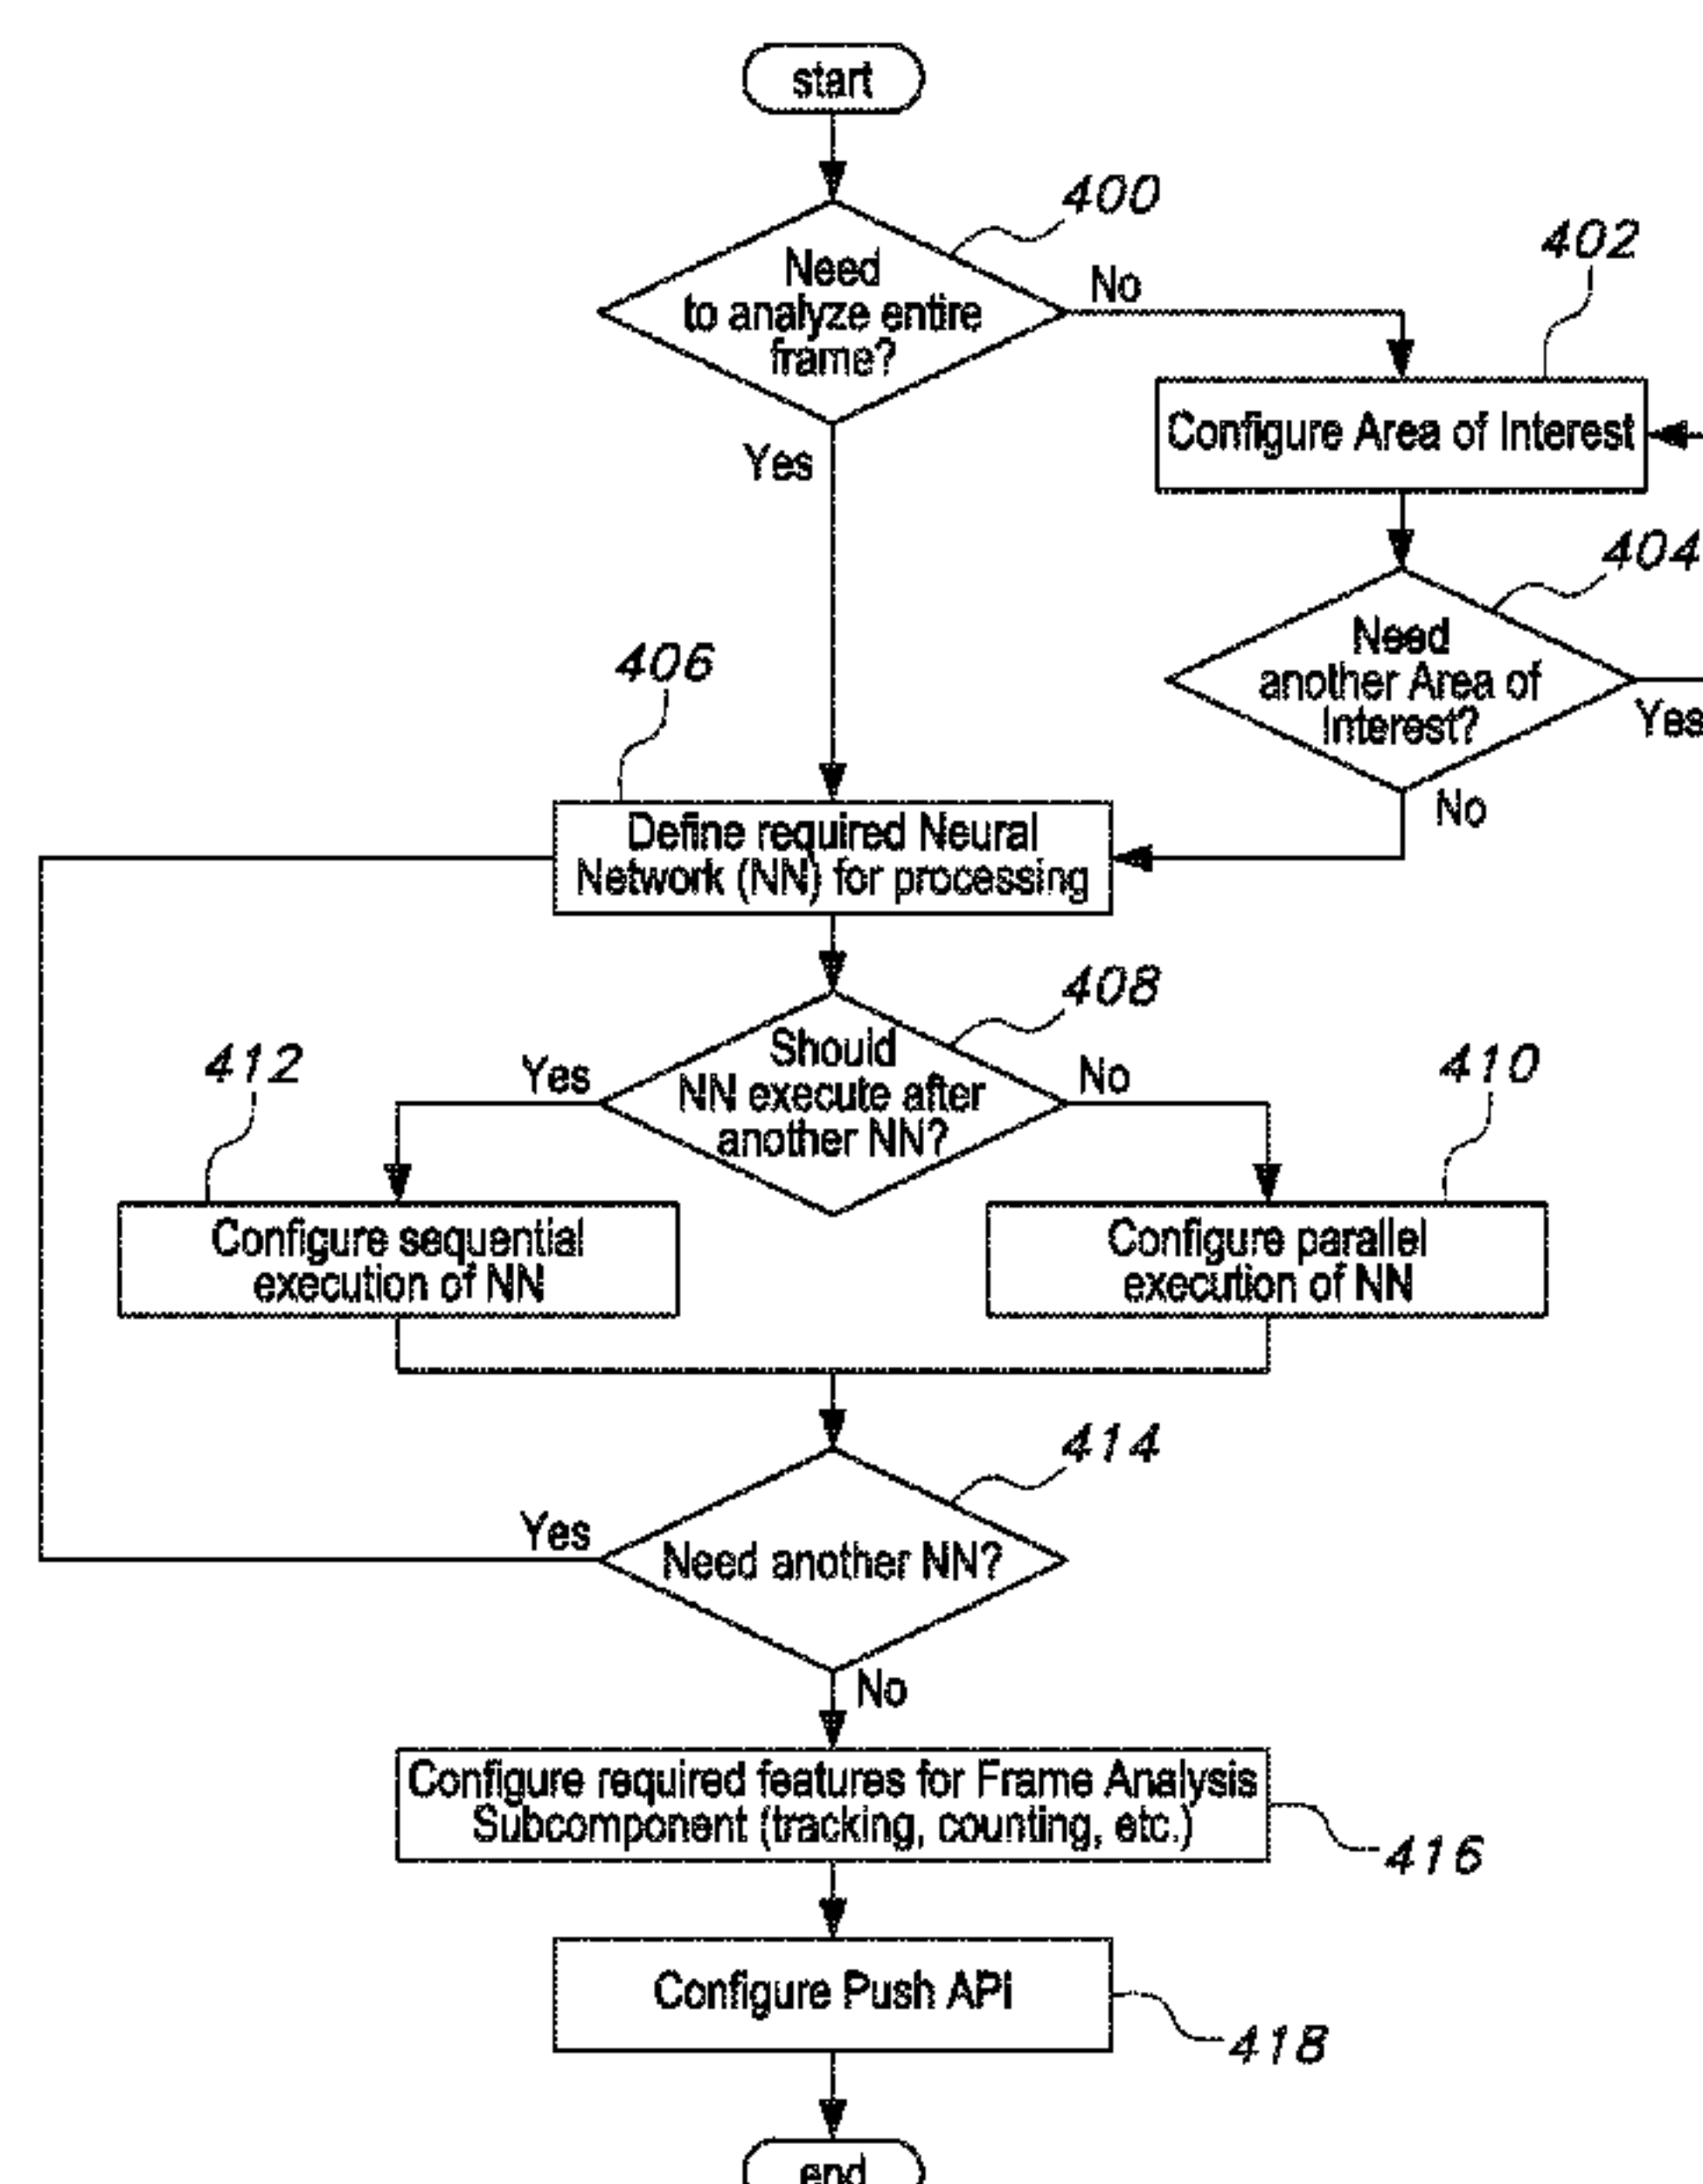 start
400
Need
to analyze entire
frame?
No
402
Configure Area of Interest
Yes
404
Need
another Area of
Interest?
Yes
No
406
Define required Neural
Network (NN) for processing
408
Should
NN execute after
another NN?
Yes
No
412
410
Configure sequential
execution of NN
Configure parallel
execution of NN
414
Need another NN?
Yes
No
Configure required features for Frame Analysis
Subcomponent (tracking, counting, etc.)
416
Configure Push API
418
end